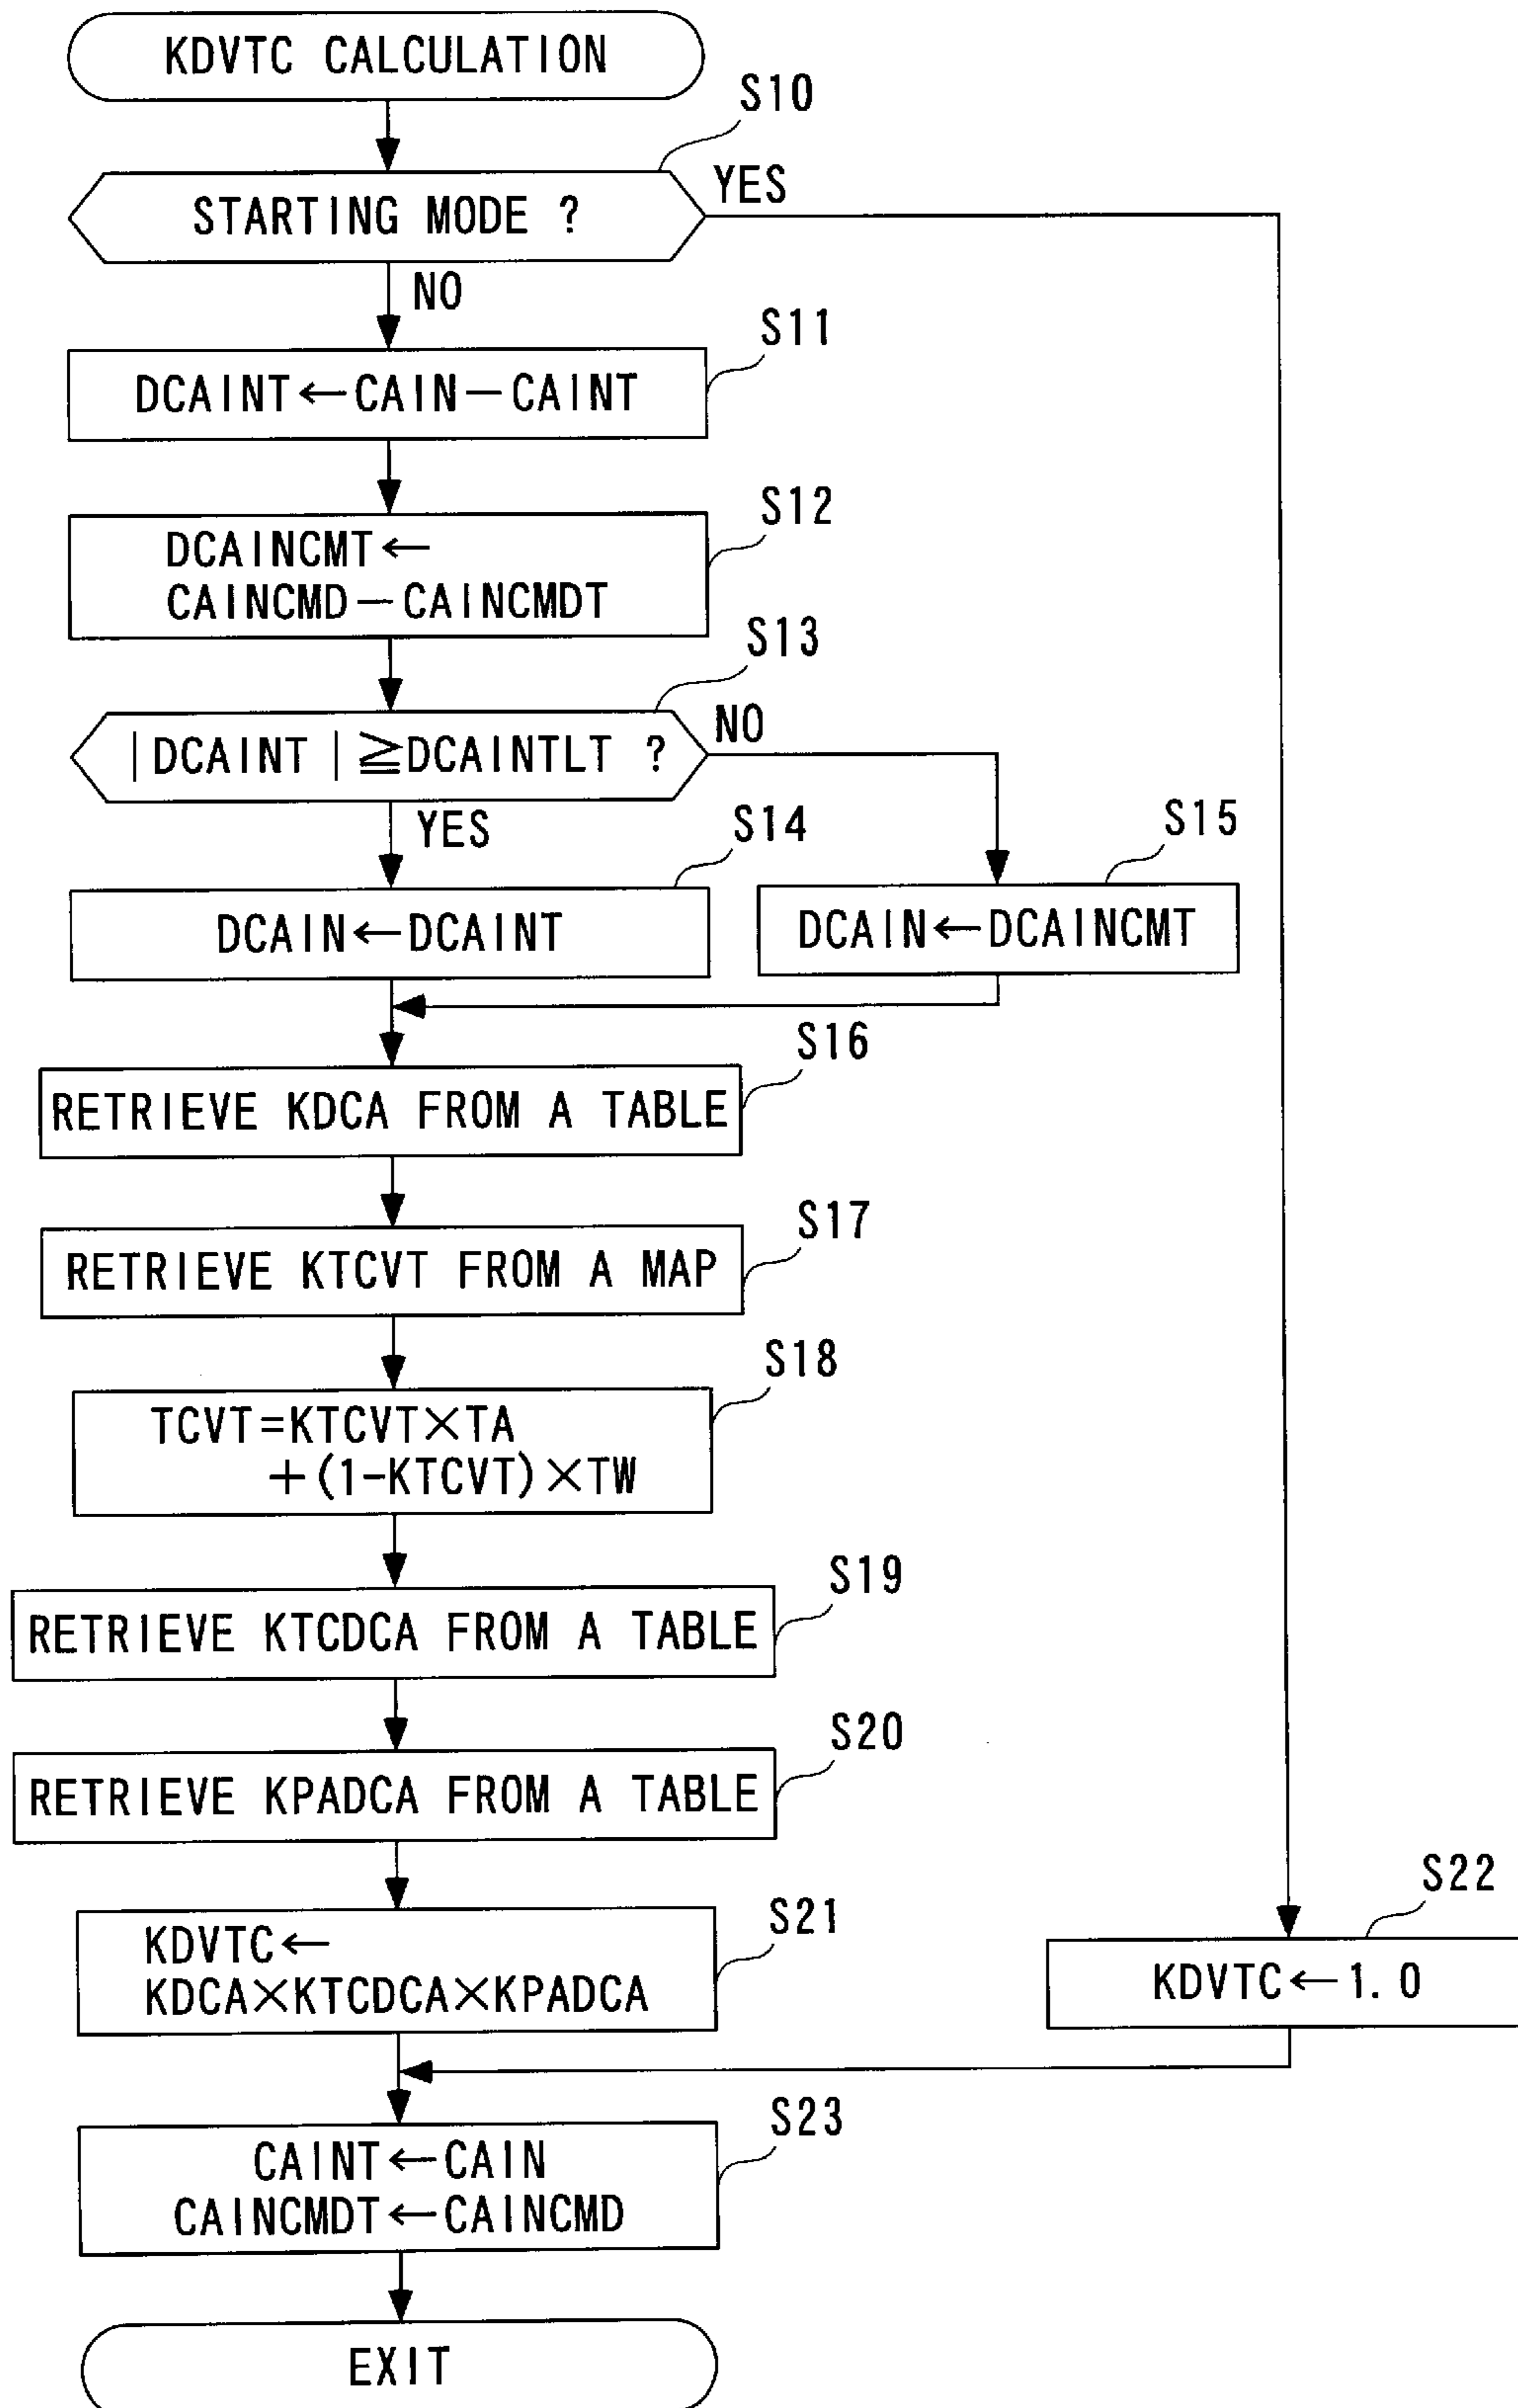 KDVTC CALCULATION
S10
STARTING MODE ?
YES
NO
S11
DCAINT←CAIN−CAINT
S12
DCAINCMT←
CAINCMD−CAINCMDT
S13
|DCAINT|≧DCAINTLT ?
NO
YES
S14
DCAIN←DCAINT
S15
DCAIN←DCAINCMT
S16
RETRIEVE KDCA FROM A TABLE
S17
RETRIEVE KTCVT FROM A MAP
S18
TCVT=KTCVT×TA
+(1-KTCVT)×TW
S19
RETRIEVE KTCDCA FROM A TABLE
S20
RETRIEVE KPADCA FROM A TABLE
S21
KDVTC←
KDCA×KTCDCA×KPADCA
S22
KDVTC←1.0
S23
CAINT←CAIN
CAINCMDT←CAINCMD
EXIT